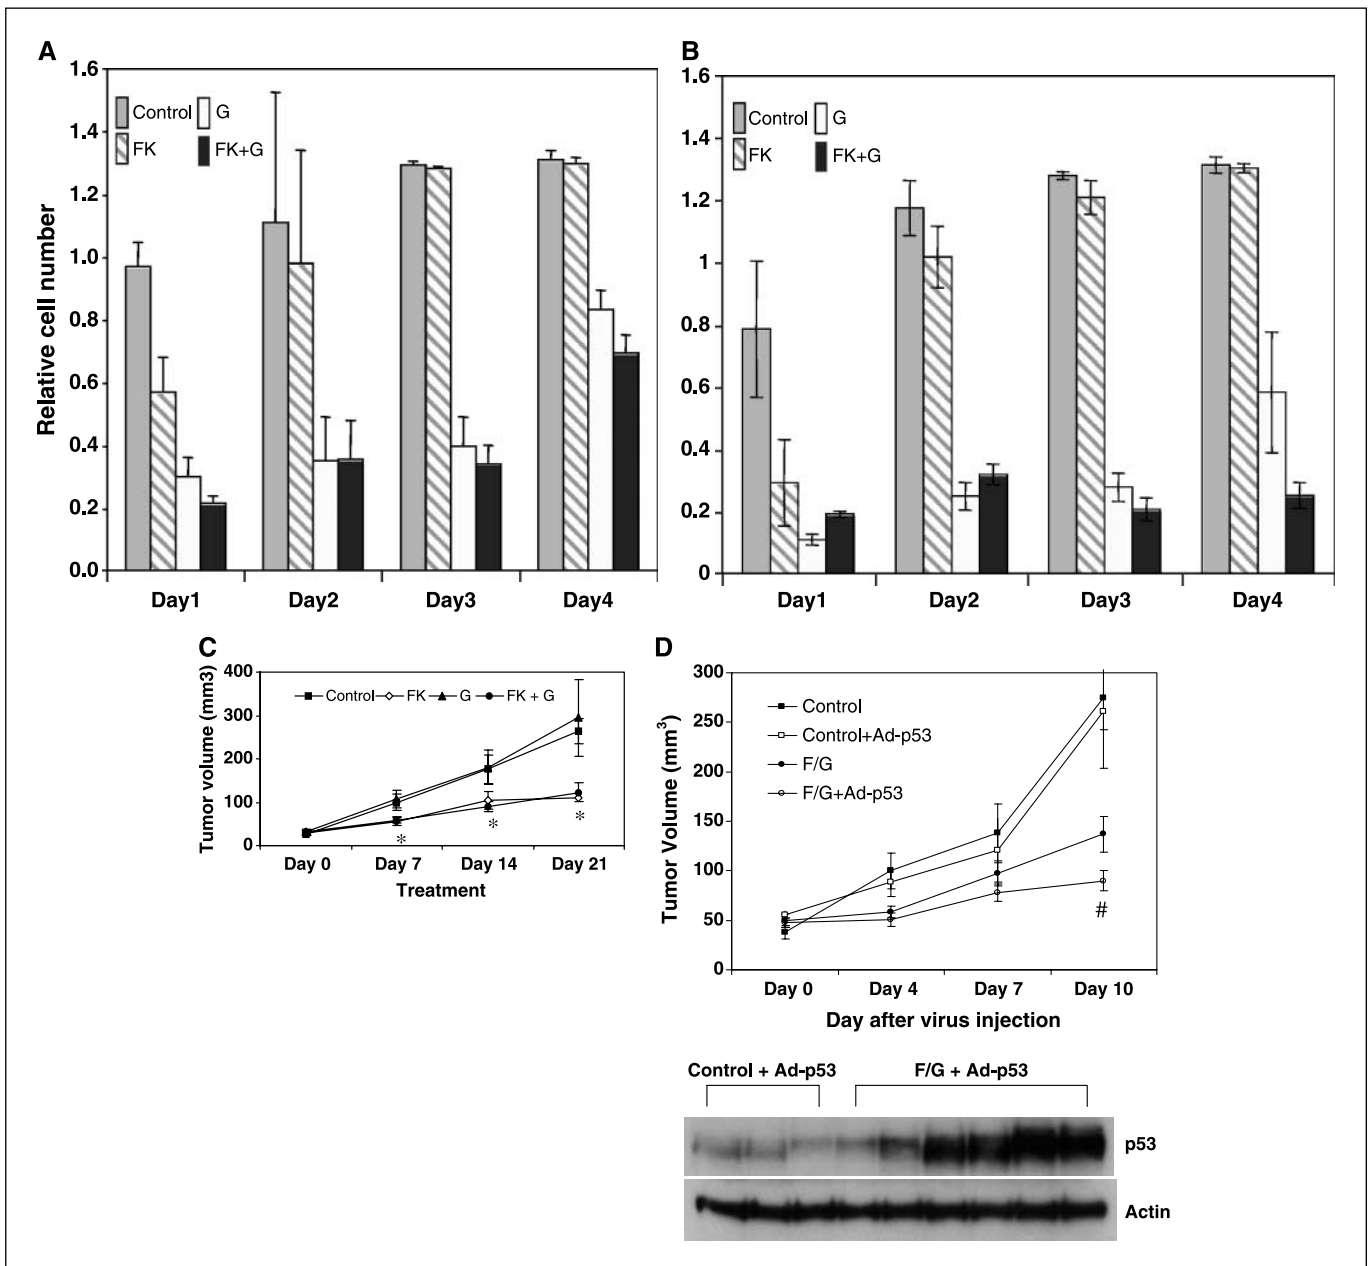 A
1.6
1.4
1.2
1.0
0.8
0.6
0.4
0.2
0.0
Relative cell number
Control G
FK FK+G
Day1 Day2 Day3 Day4
B
1.6
1.4
1.2
1
0.8
0.6
0.4
0.2
0
Control G
FK FK+G
Day1 Day2 Day3 Day4
C
400
300
200
100
0
Tumor volume (mm3)
Control FK G FK + G
* * *
Day 0 Day 7 Day 14 Day 21
Treatment
D
300
250
200
150
100
50
0
Tumor Volume (mm³)
Control
Control+Ad-p53
F/G
F/G+Ad-p53
#
Day 0 Day 4 Day 7 Day 10
Day after virus injection
Control + Ad-p53 F/G + Ad-p53
p53
Actin